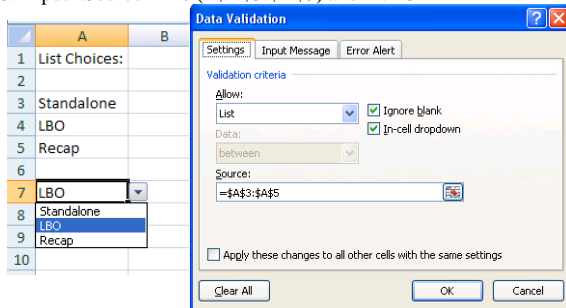 Data Validation
A B
1 List Choices:
2
3 Standalone
4 LBO
5 Recap
6
7 LBO
8 Standalone
LBO
9 Recap
10
Settings Input Message Error Alert
Validation criteria
Allow:
List
Ignore blank
Data:
In-cell dropdown
between
Source:
=$A$3:$A$5
Apply these changes to all other cells with the same settings
Clear All OK Cancel